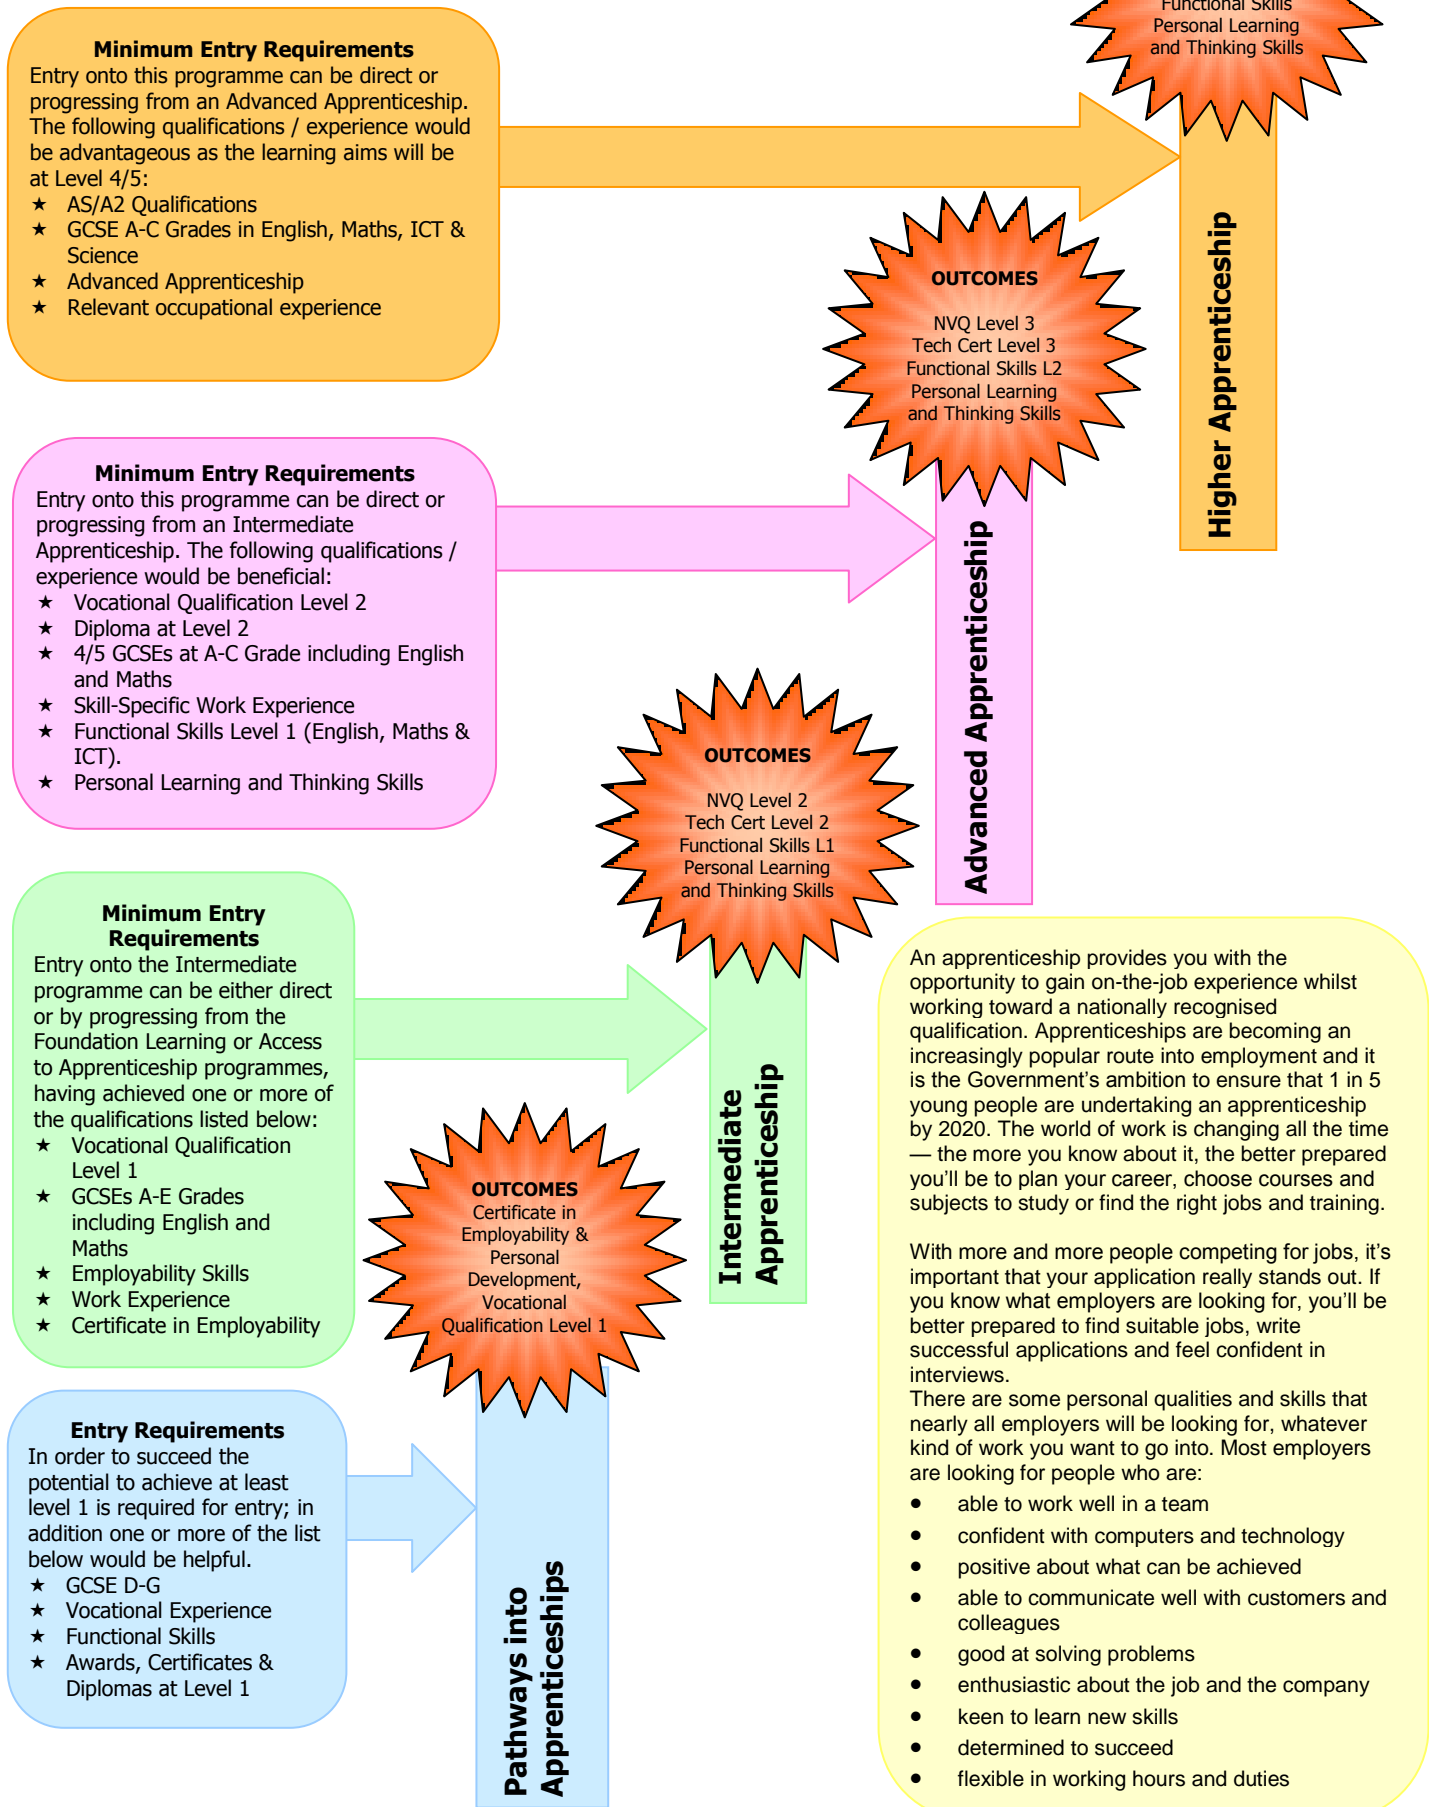 Functional Skills
Personal Learning
and Thinking Skills
Minimum Entry Requirements
Entry onto this programme can be direct or
progressing from an Advanced Apprenticeship.
The following qualifications / experience would
be advantageous as the learning aims will be
at Level 4/5:
★ AS/A2 Qualifications
★ GCSE A-C Grades in English, Maths, ICT &
Science
★ Advanced Apprenticeship
★ Relevant occupational experience
Higher Apprenticeship
OUTCOMES
NVQ Level 3
Tech Cert Level 3
Functional Skills L2
Personal Learning
and Thinking Skills
Minimum Entry Requirements
Entry onto this programme can be direct or
progressing from an Intermediate
Apprenticeship. The following qualifications /
experience would be beneficial:
★ Vocational Qualification Level 2
★ Diploma at Level 2
★ 4/5 GCSEs at A-C Grade including English
and Maths
★ Skill-Specific Work Experience
★ Functional Skills Level 1 (English, Maths &
ICT).
★ Personal Learning and Thinking Skills
Advanced Apprenticeship
OUTCOMES
NVQ Level 2
Tech Cert Level 2
Functional Skills L1
Personal Learning
and Thinking Skills
Minimum Entry
Requirements
Entry onto the Intermediate
programme can be either direct
or by progressing from the
Foundation Learning or Access
to Apprenticeship programmes,
having achieved one or more of
the qualifications listed below:
★ Vocational Qualification
Level 1
★ GCSEs A-E Grades
including English and
Maths
★ Employability Skills
★ Work Experience
★ Certificate in Employability
Intermediate
Apprenticeship
OUTCOMES
Certificate in
Employability &
Personal
Development,
Vocational
Qualification Level 1
Entry Requirements
In order to succeed the
potential to achieve at least
level 1 is required for entry; in
addition one or more of the list
below would be helpful.
★ GCSE D-G
★ Vocational Experience
★ Functional Skills
★ Awards, Certificates &
Diplomas at Level 1
Pathways into
Apprenticeships
An apprenticeship provides you with the
opportunity to gain on-the-job experience whilst
working toward a nationally recognised
qualification. Apprenticeships are becoming an
increasingly popular route into employment and it
is the Government's ambition to ensure that 1 in 5
young people are undertaking an apprenticeship
by 2020. The world of work is changing all the time
— the more you know about it, the better prepared
you'll be to plan your career, choose courses and
subjects to study or find the right jobs and training.
With more and more people competing for jobs, it's
important that your application really stands out. If
you know what employers are looking for, you'll be
better prepared to find suitable jobs, write
successful applications and feel confident in
interviews.
There are some personal qualities and skills that
nearly all employers will be looking for, whatever
kind of work you want to go into. Most employers
are looking for people who are:
• able to work well in a team
• confident with computers and technology
• positive about what can be achieved
• able to communicate well with customers and
colleagues
• good at solving problems
• enthusiastic about the job and the company
• keen to learn new skills
• determined to succeed
• flexible in working hours and duties